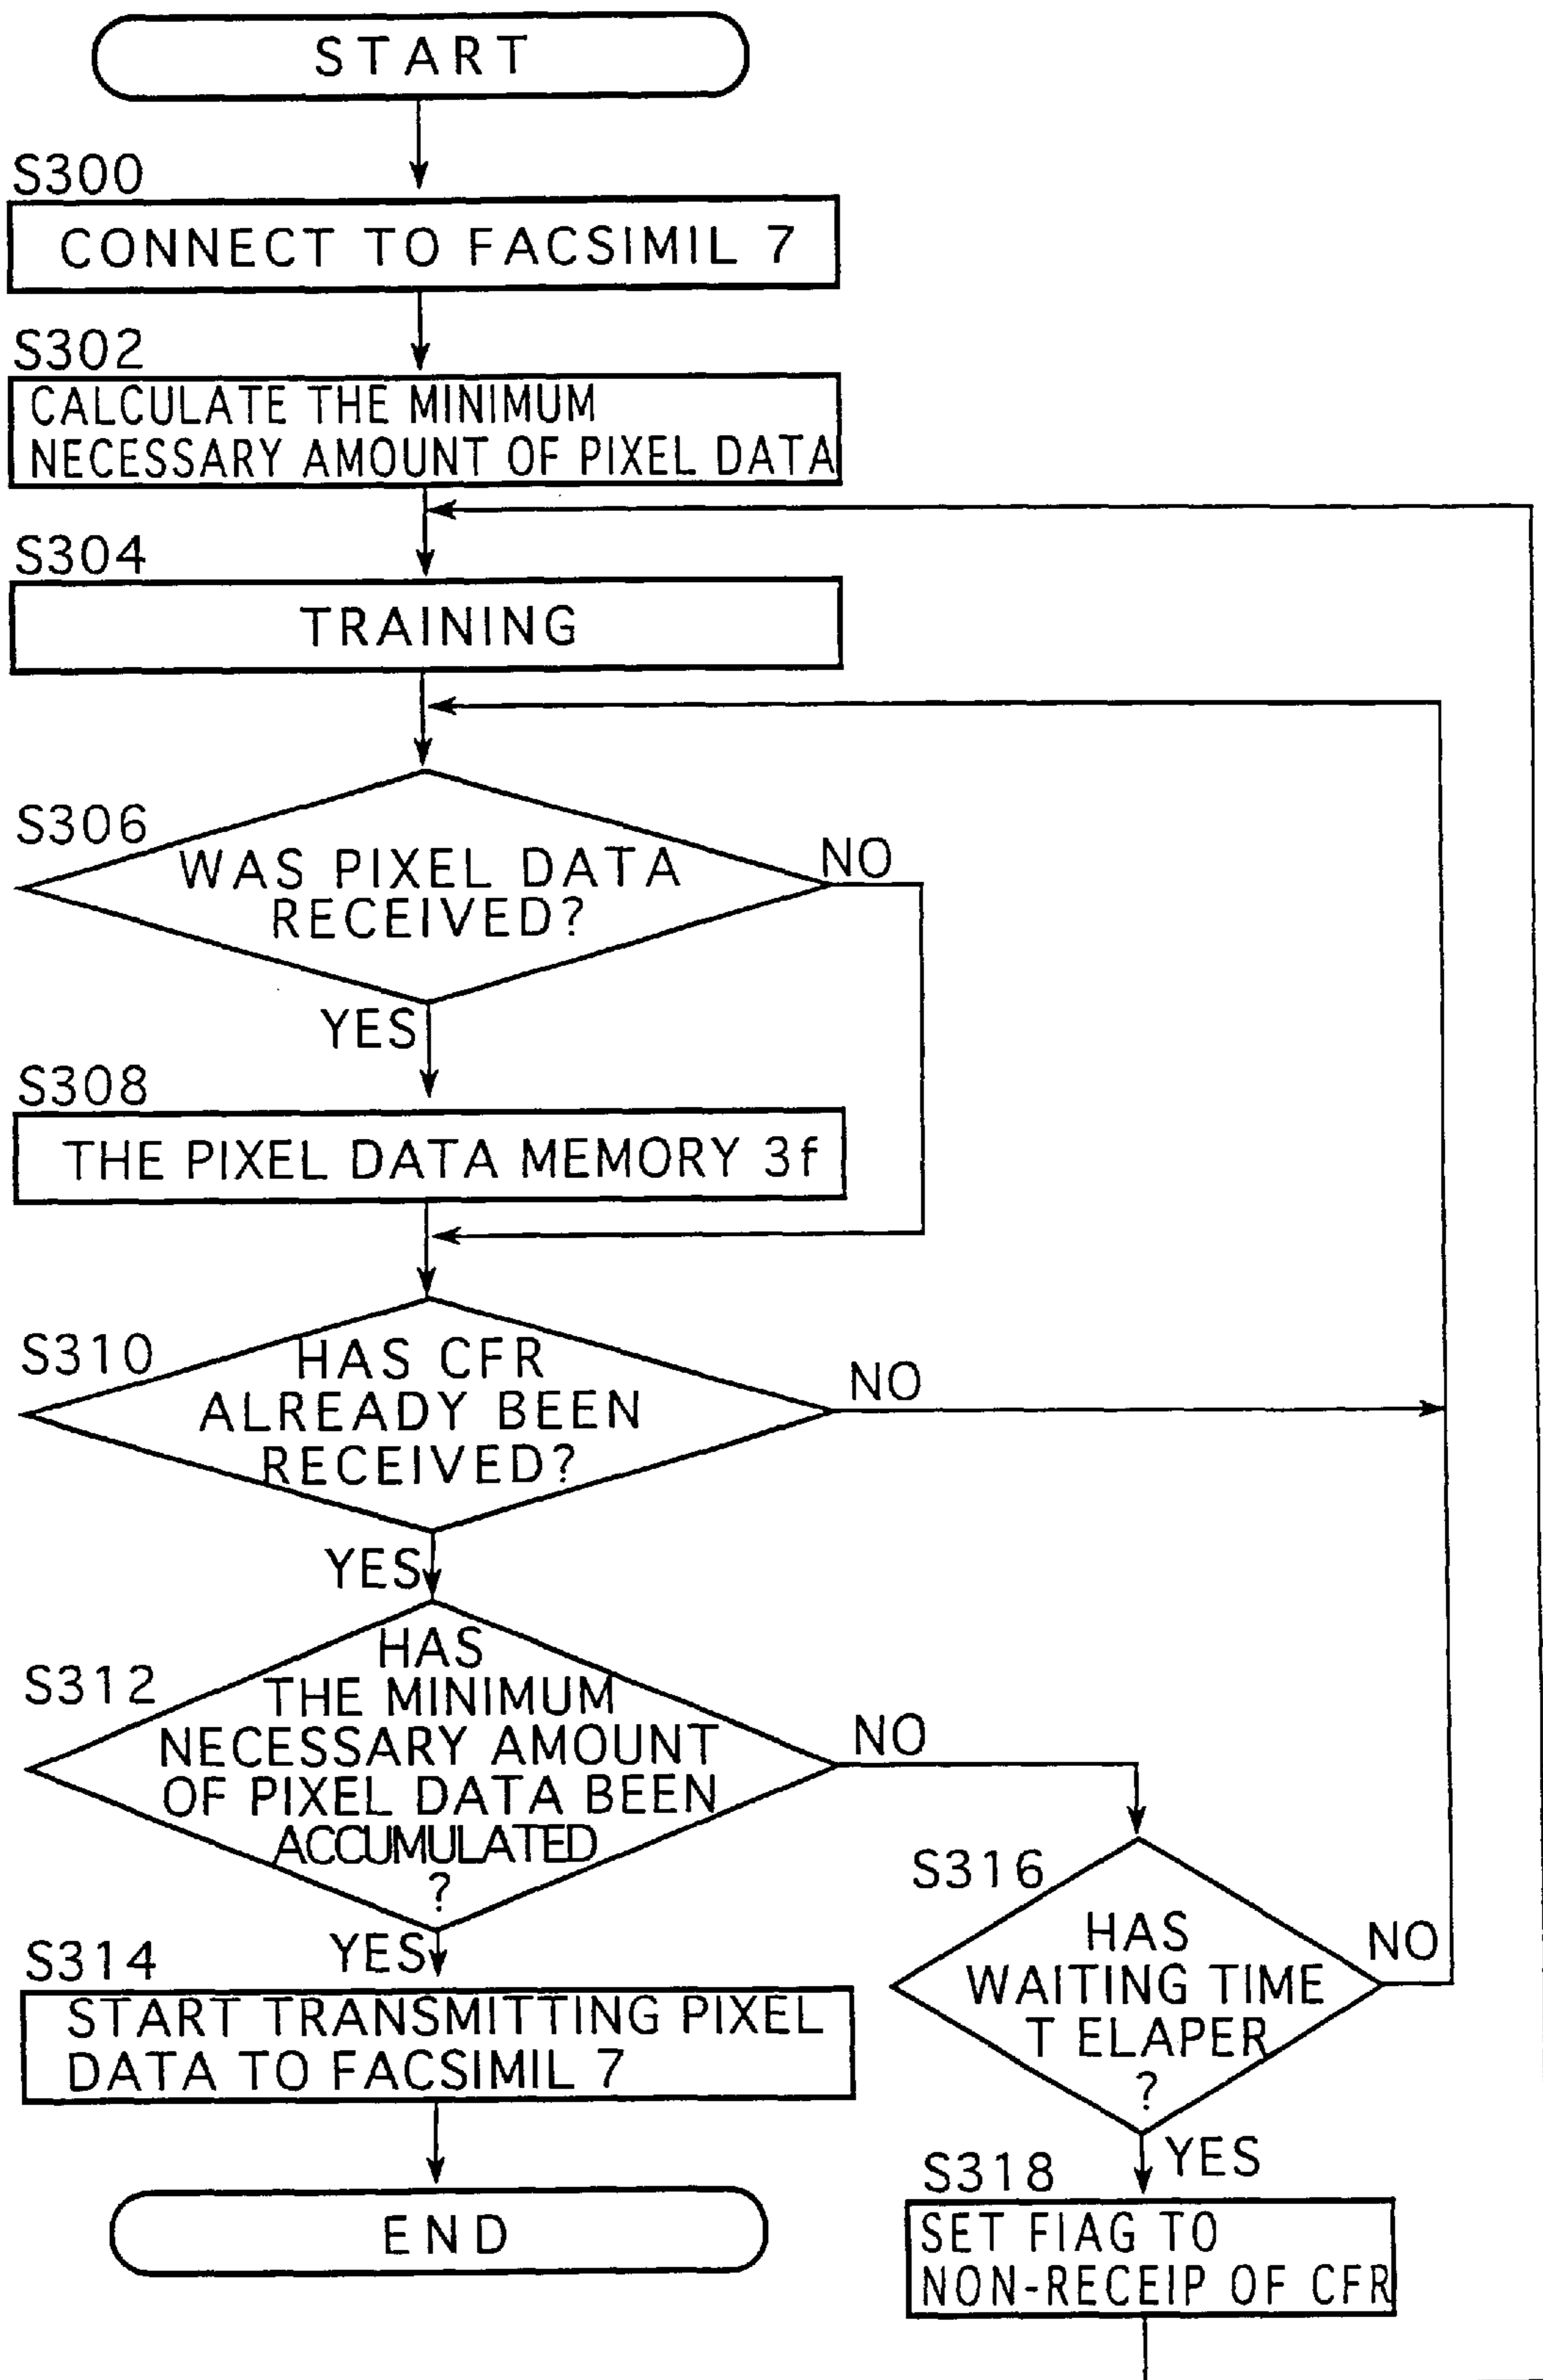 START
S300
CONNECT TO FACSIMIL 7
S302
CALCULATE THE MINIMUM
NECESSARY AMOUNT OF PIXEL DATA
S304
TRAINING
S306
WAS PIXEL DATA
RECEIVED?
NO
YES
S308
THE PIXEL DATA MEMORY 3f
S310
HAS CFR
ALREADY BEEN
RECEIVED?
NO
YES
S312
HAS
THE MINIMUM
NECESSARY AMOUNT
OF PIXEL DATA BEEN
ACCUMULATED
?
NO
YES
S314
START TRANSMITTING PIXEL
DATA TO FACSIMIL 7
END
S316
HAS
WAITING TIME
T ELAPER
?
NO
YES
S318
SET FIAG TO
NON-RECEIP OF CFR